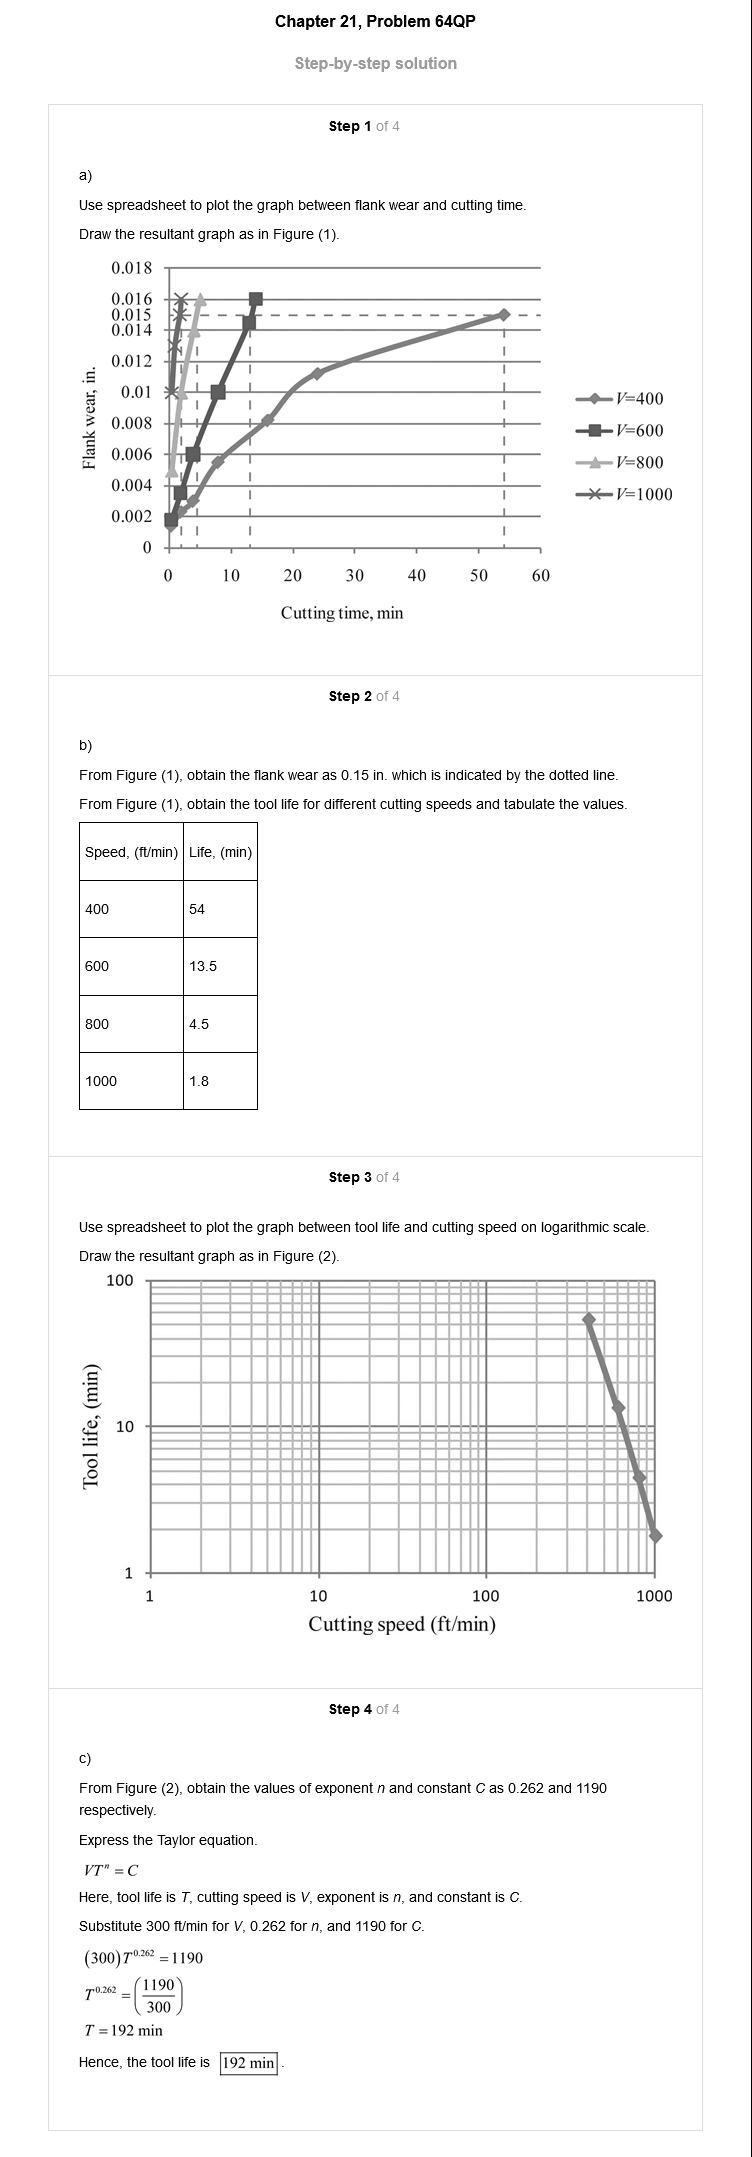 Chapter 21, Problem 64QP
Step-by-step solution
Step 1 of 4
a)
Use spreadsheet to plot the graph between flank wear and cutting time.
Draw the resultant graph as in Figure (1).
0.018
0.016
0.015
0.014
0.012
0.01
0.008
0.006
0.004
0.002
0
Flank wear, in.
0 10 20 30 40 50 60
Cutting time, min
V=400
V=600
V=800
V=1000
Step 2 of 4
b)
From Figure (1), obtain the flank wear as 0.15 in. which is indicated by the dotted line.
From Figure (1), obtain the tool life for different cutting speeds and tabulate the values.
Speed, (ft/min) Life, (min)
400 54
600 13.5
800 4.5
1000 1.8
Step 3 of 4
Use spreadsheet to plot the graph between tool life and cutting speed on logarithmic scale.
Draw the resultant graph as in Figure (2).
100
10
1
Tool life, (min)
1 10 100 1000
Cutting speed (ft/min)
Step 4 of 4
c)
From Figure (2), obtain the values of exponent n and constant C as 0.262 and 1190
respectively.
Express the Taylor equation.
VTⁿ = C
Here, tool life is T, cutting speed is V, exponent is n, and constant is C.
Substitute 300 ft/min for V, 0.262 for n, and 1190 for C.
(300)T^0.262 = 1190
T^0.262 = (1190/300)
T = 192 min
Hence, the tool life is 192 min.